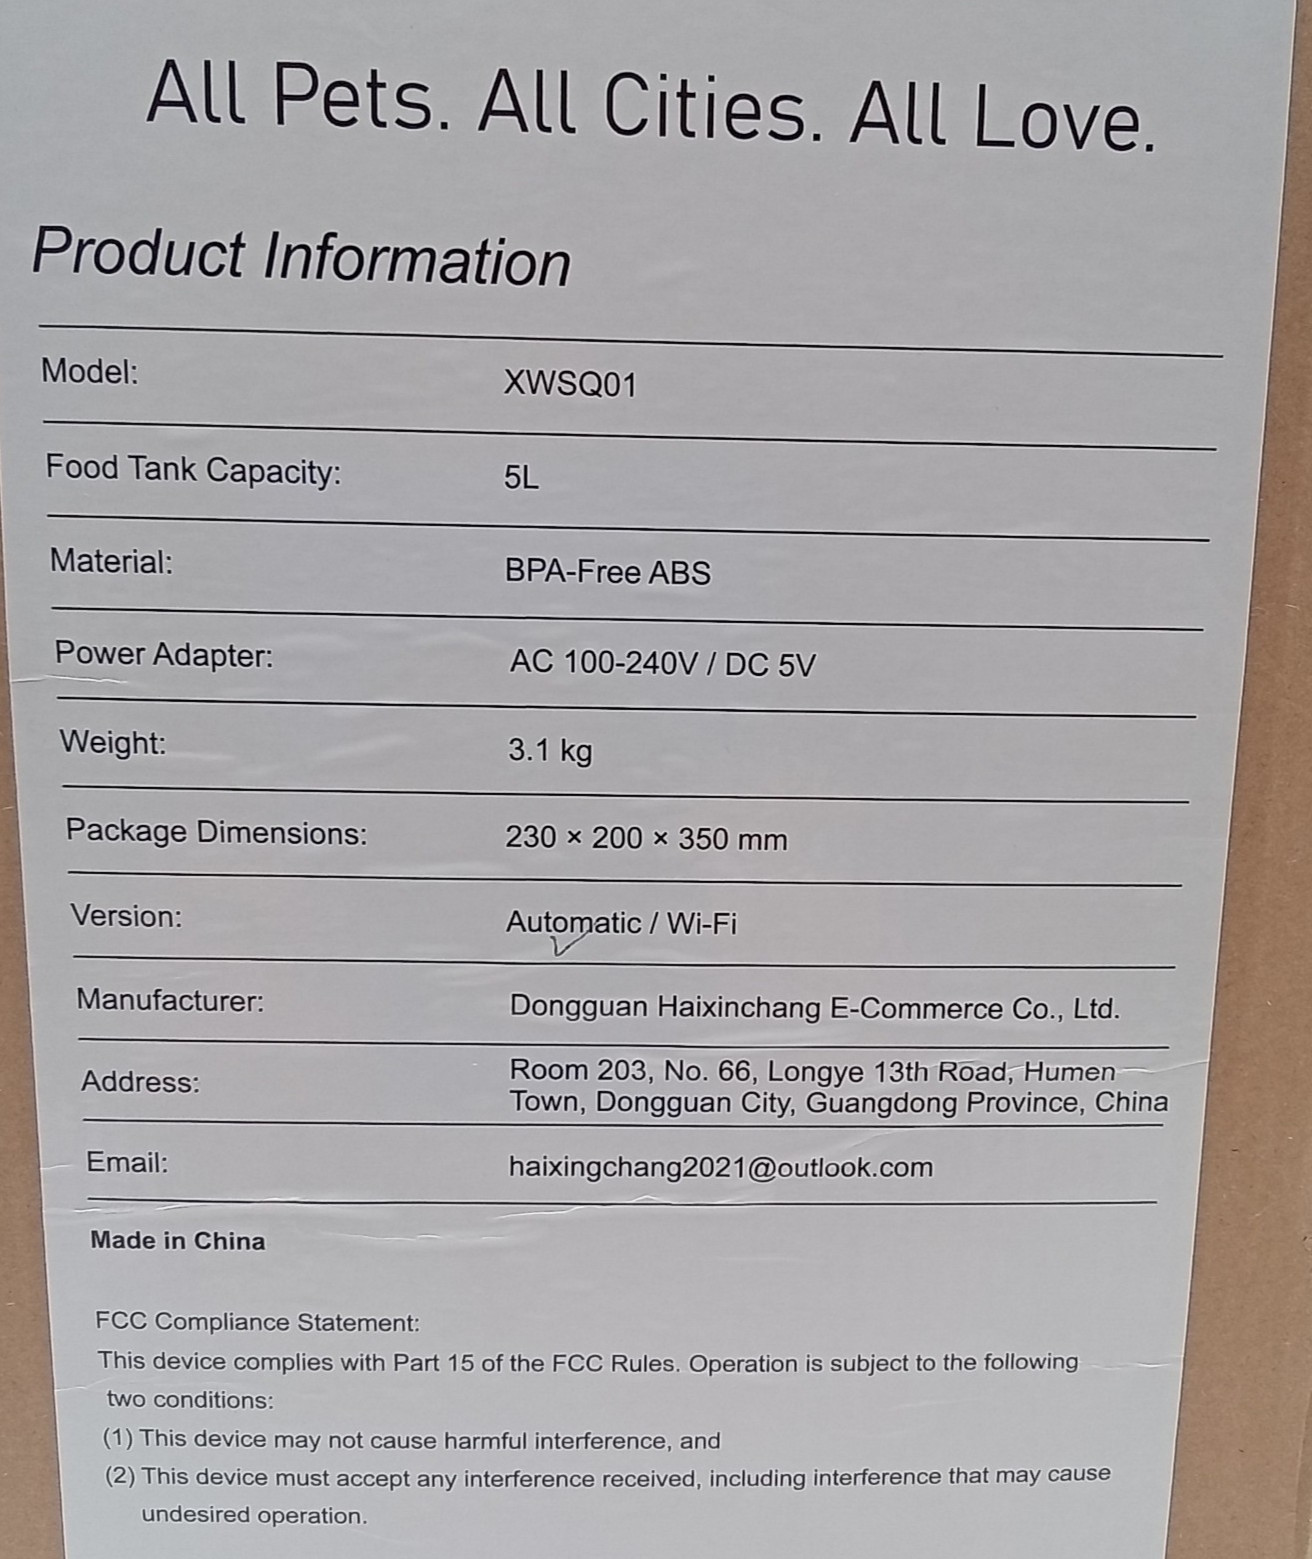 All Pets. All Cities. All Love.
Product Information
Model: XWSQ01
Food Tank Capacity: 5L
Material: BPA-Free ABS
Power Adapter: AC 100-240V / DC 5V
Weight: 3.1 kg
Package Dimensions: 230 × 200 × 350 mm
Version: Automatic / Wi-Fi
Manufacturer: Dongguan Haixinchang E-Commerce Co., Ltd.
Address: Room 203, No. 66, Longye 13th Road, Humen
Town, Dongguan City, Guangdong Province, China
Email: haixingchang2021@outlook.com
Made in China
FCC Compliance Statement:
This device complies with Part 15 of the FCC Rules. Operation is subject to the following
two conditions:
(1) This device may not cause harmful interference, and
(2) This device must accept any interference received, including interference that may cause
undesired operation.